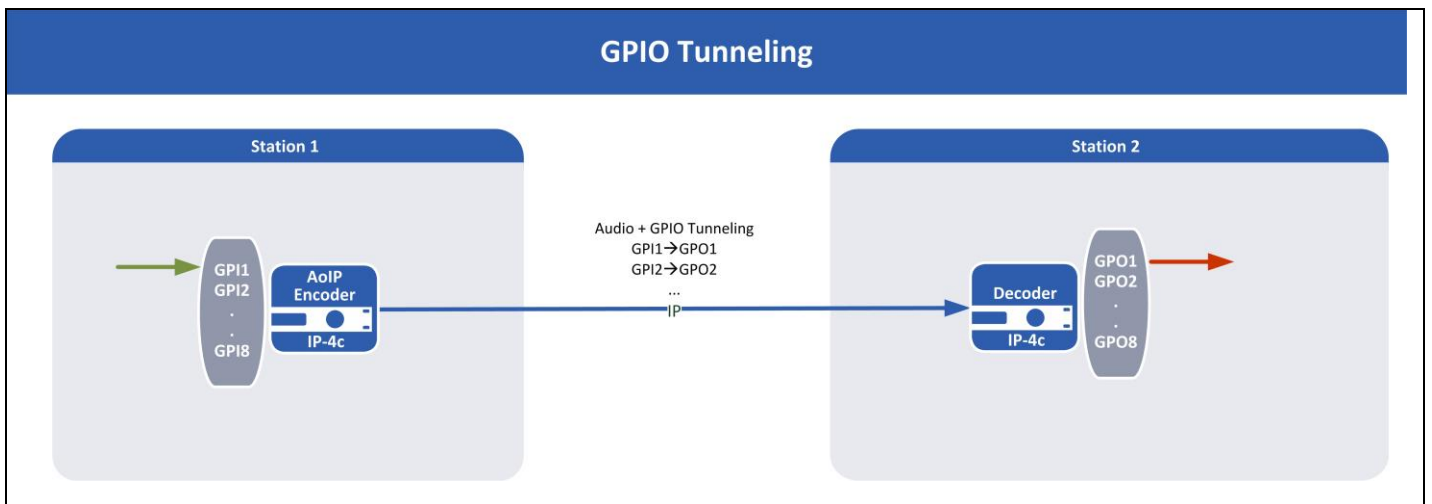 GPIO Tunneling
Station 1
GPI1
GPI2
.
.
GPI8
AoIP
Encoder
IP-4c
Audio + GPIO Tunneling
GPI1→GPO1
GPI2→GPO2
...
IP
Station 2
Decoder
IP-4c
GPO1
GPO2
.
.
GPO8